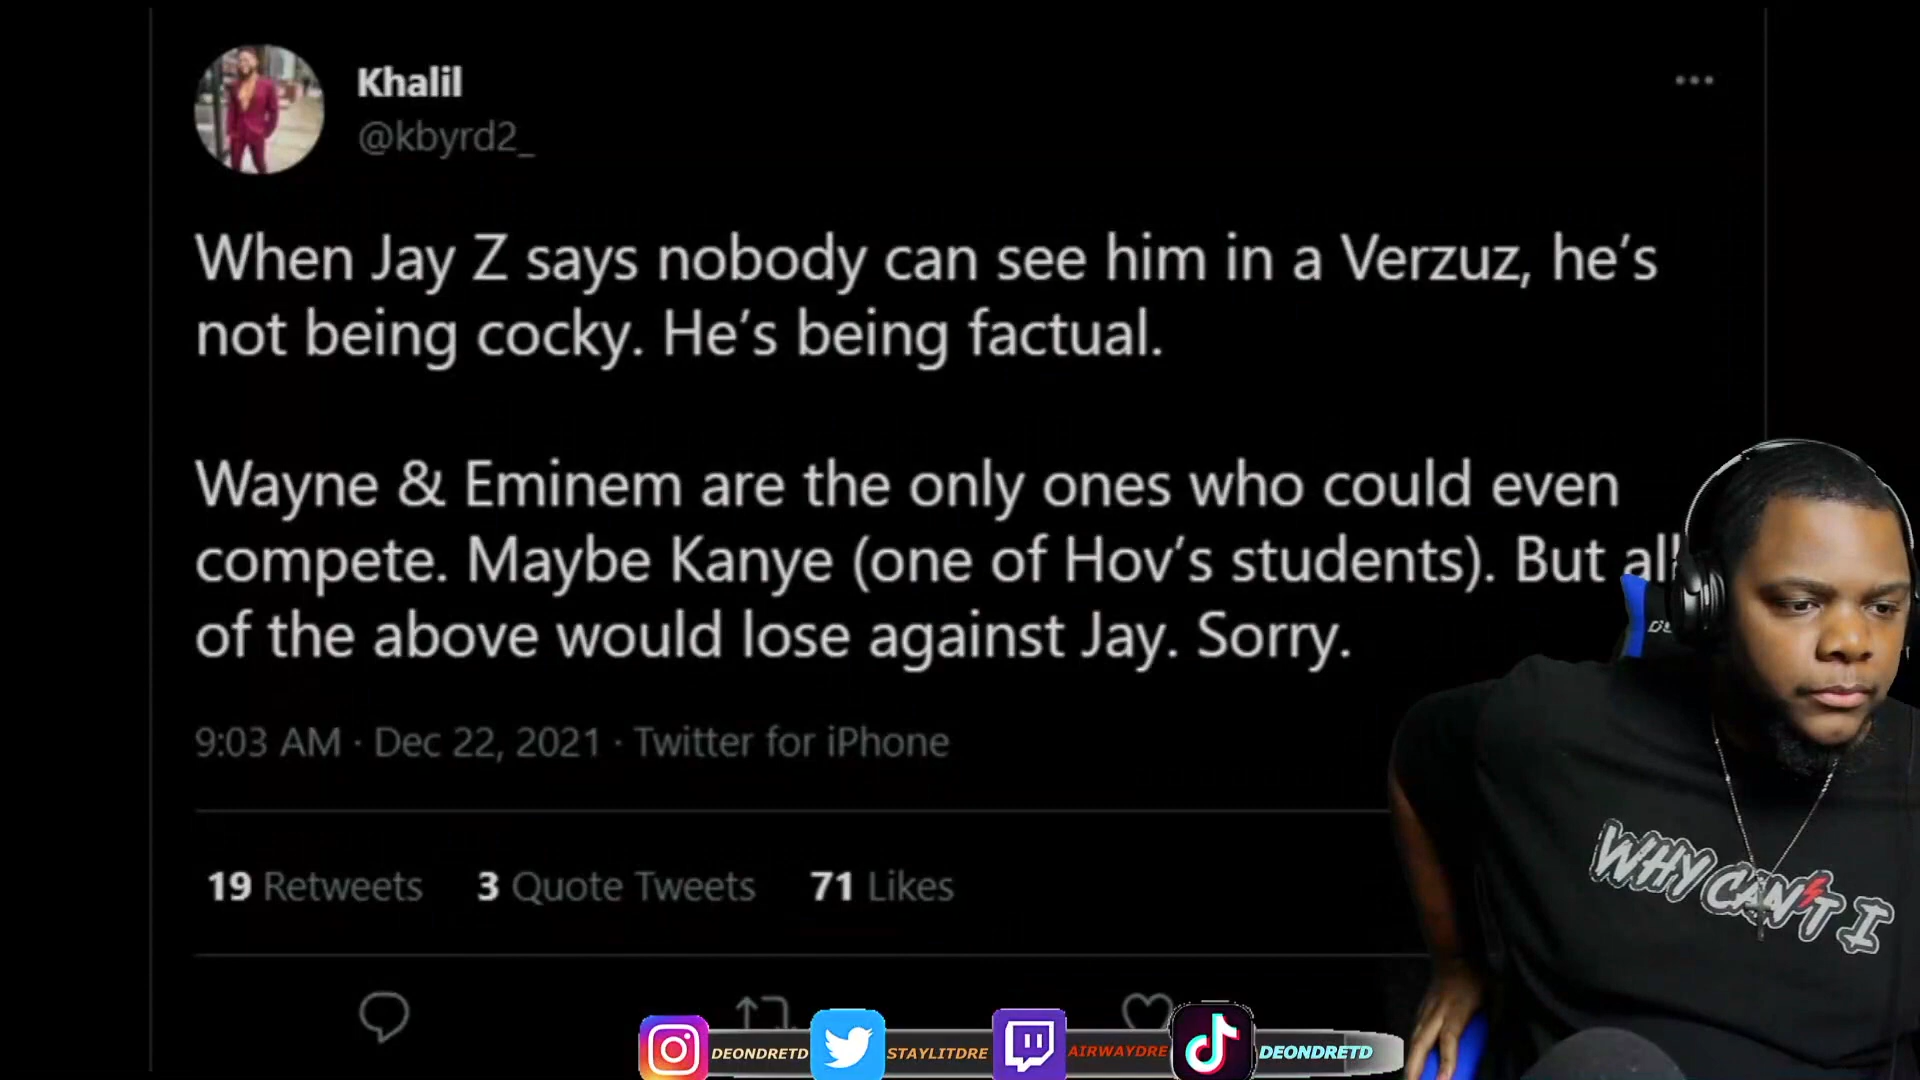 Khalil
@kbyrd2_
When Jay Z says nobody can see him in a Verzuz, he’s
not being cocky. He’s being factual.
Wayne & Eminem are the only ones who could even
compete. Maybe Kanye (one of Hov’s students). But all
of the above would lose against Jay. Sorry.
9:03 AM · Dec 22, 2021 · Twitter for iPhone
19 Retweets 3 Quote Tweets 71 Likes
WHY CAN'T I
DEONDRETD STAYLITDRE AIRWAYDRE DEONDRETD